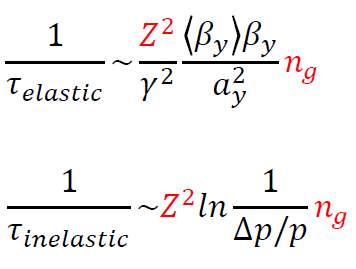 1/τ_elastic ~ Z²/γ² ⟨β_y⟩β_y/a_y² n_g
1/τ_inelastic ~Z² ln 1/(Δp/p) n_g